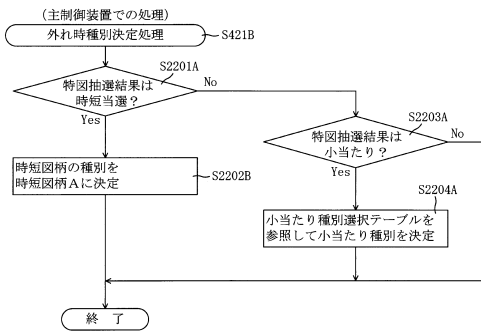 (主制御装置での処理)
外れ時種別決定処理
S421B
S2201A
特図抽選結果は
時短当選？
No
Yes
S2203A
特図抽選結果は
小当たり？
No
Yes
S2202B
時短図柄の種別を
時短図柄Aに決定
S2204A
小当たり種別選択テーブルを
参照して小当たり種別を決定
終 了